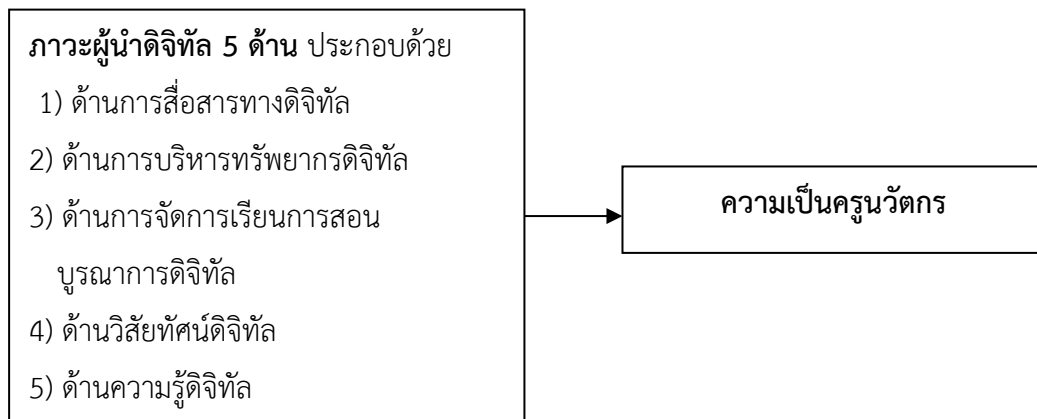 ภาวะผู้นำดิจิทัล 5 ด้าน ประกอบด้วย
1) ด้านการสื่อสารทางดิจิทัล
2) ด้านการบริหารทรัพยากรดิจิทัล
3) ด้านการจัดการเรียนการสอน
บูรณาการดิจิทัล
4) ด้านวิสัยทัศน์ดิจิทัล
5) ด้านความรู้ดิจิทัล
ความเป็นครูนวัตกร